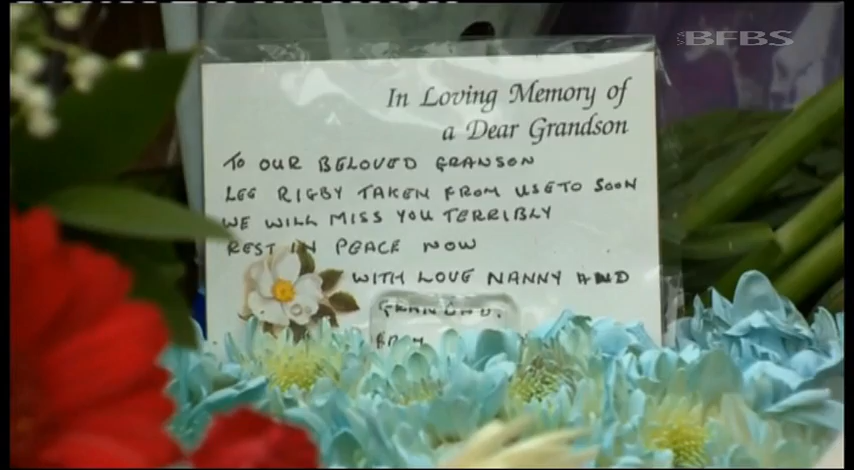 BFBS
In Loving Memory of
a Dear Grandson
TO OUR BELOVED GRANSON
LEE RIGBY TAKEN FROM USE TO SOON
WE WILL MISS YOU TERRIBLY
REST IN PEACE NOW
WITH LOVE NANNY AND
GRANDAD.